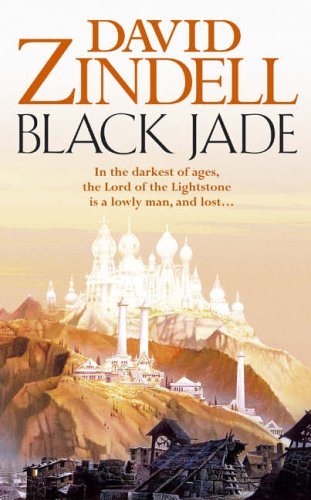 DAVID
ZINDELL
BLACK JADE
In the darkest of ages,
the Lord of the Lightstone
is a lowly man, and lost…